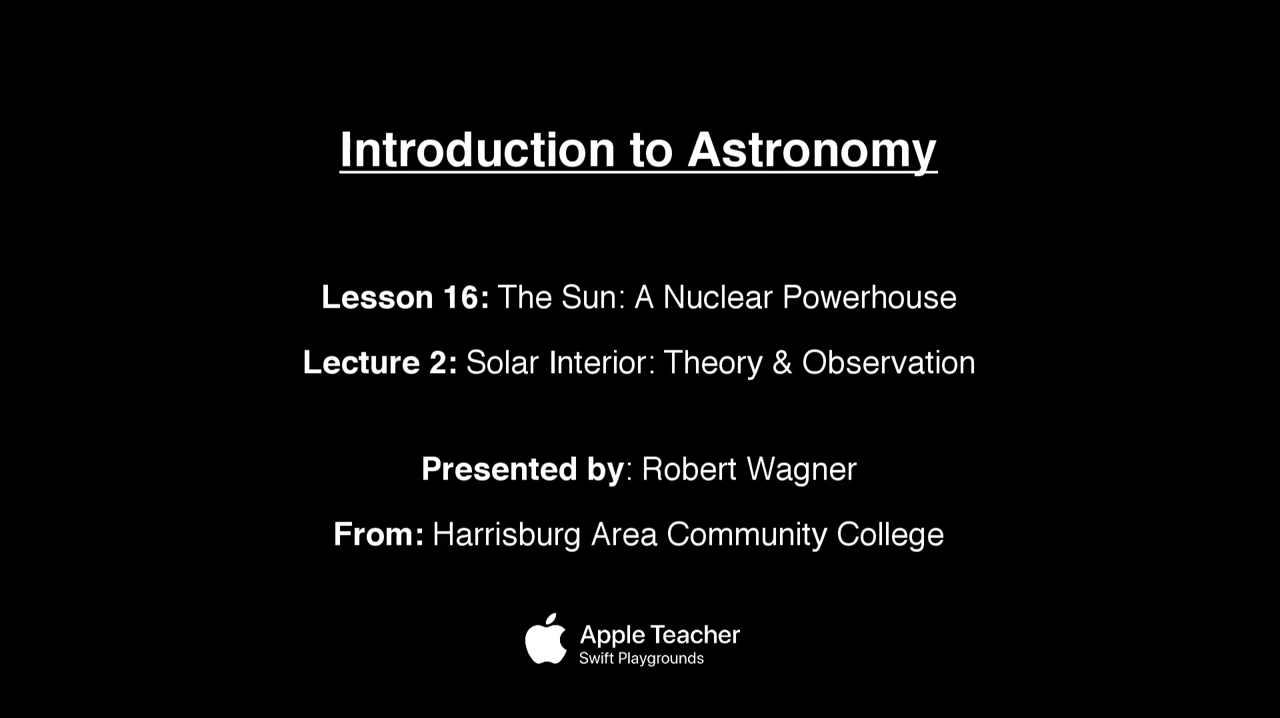 Introduction to Astronomy
Lesson 16: The Sun: A Nuclear Powerhouse
Lecture 2: Solar Interior: Theory & Observation
Presented by: Robert Wagner
From: Harrisburg Area Community College
Apple Teacher
Swift Playgrounds